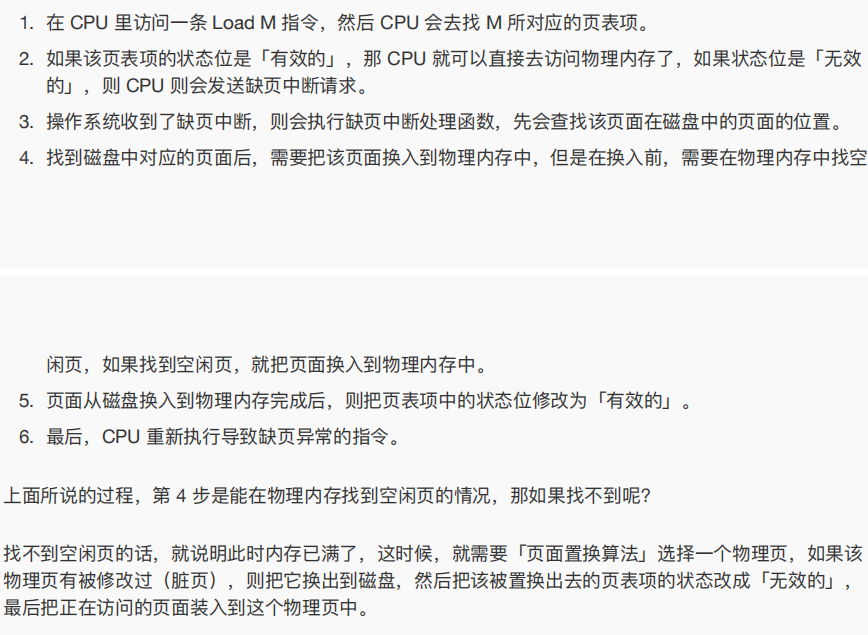 1. 在 CPU 里访问一条 Load M 指令，然后 CPU 会去找 M 所对应的页表项。
2. 如果该页表项的状态位是「有效的」，那 CPU 就可以直接去访问物理内存了，如果状态位是「无效
的」，则 CPU 则会发送缺页中断请求。
3. 操作系统收到了缺页中断，则会执行缺页中断处理函数，先会查找该页面在磁盘中的页面的位置。
4. 找到磁盘中对应的页面后，需要把该页面换入到物理内存中，但是在换入前，需要在物理内存中找空
闲页，如果找到空闲页，就把页面换入到物理内存中。
5. 页面从磁盘换入到物理内存完成后，则把页表项中的状态位修改为「有效的」。
6. 最后，CPU 重新执行导致缺页异常的指令。
上面所说的过程，第 4 步是能在物理内存找到空闲页的情况，那如果找不到呢？
找不到空闲页的话，就说明此时内存已满了，这时候，就需要「页面置换算法」选择一个物理页，如果该
物理页有被修改过（脏页），则把它换出到磁盘，然后把该被置换出去的页表项的状态改成「无效的」，
最后把正在访问的页面装入到这个物理页中。